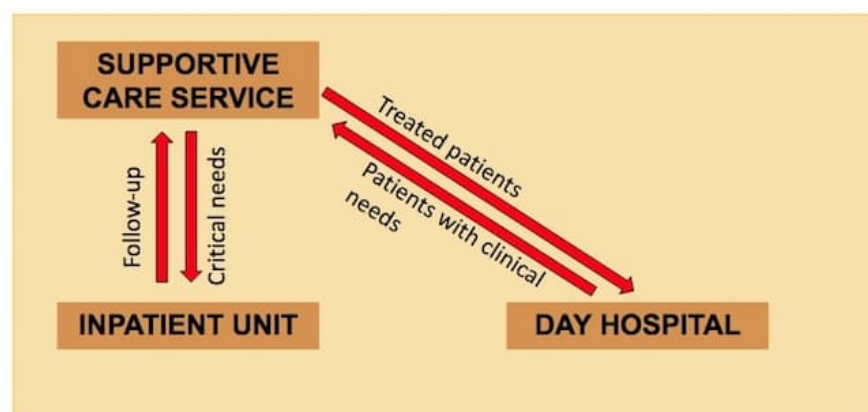 SUPPORTIVE
CARE SERVICE
Treated patients
Patients with clinical
needs
Follow-up
Critical needs
INPATIENT UNIT
DAY HOSPITAL